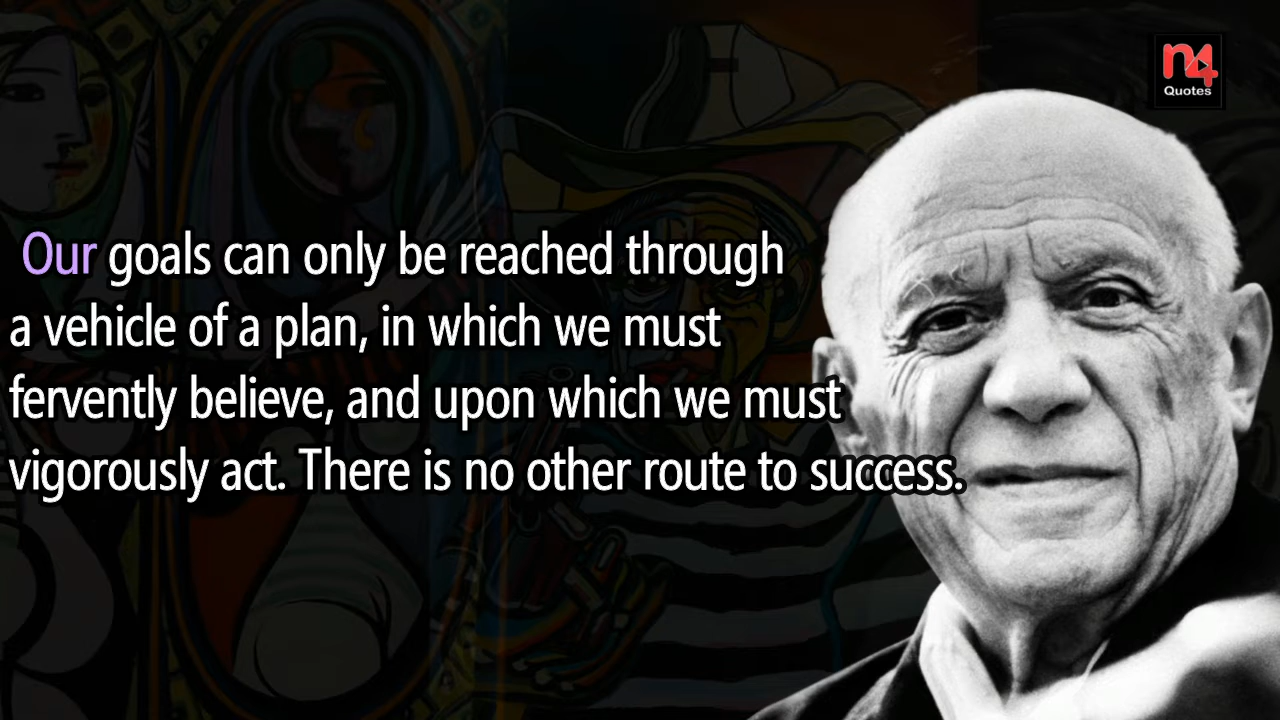 n4
Quotes
Our goals can only be reached through
a vehicle of a plan, in which we must
fervently believe, and upon which we must
vigorously act. There is no other route to success.